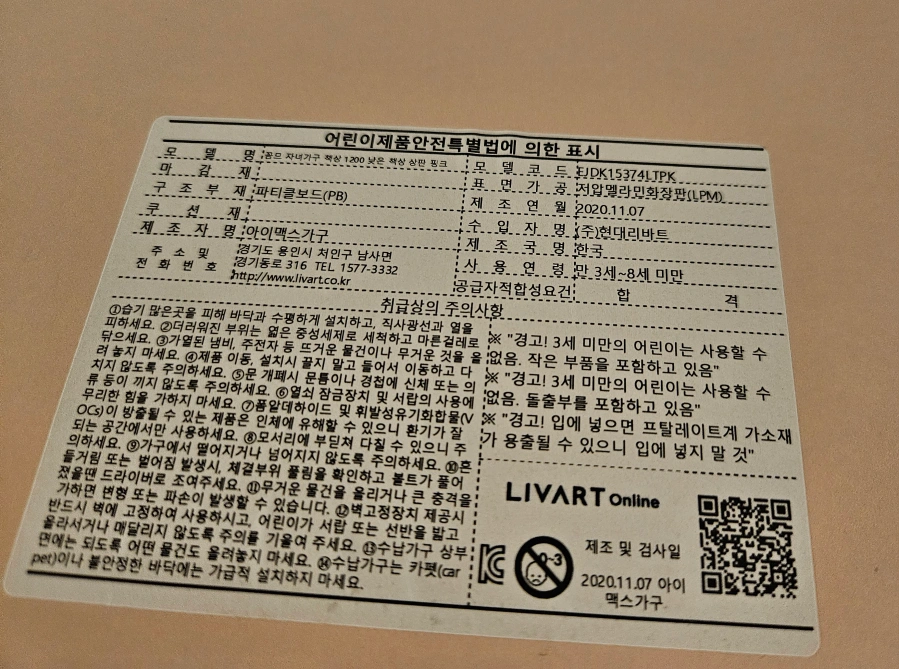 어린이제품안전특별법에 의한 표시
모 델 명 꼼므 자녀가구 책상 1200 낮은 책상 상판 핑크
마 감 재
구 조 부 재 파티클보드(PB)
쿠 션 재
제 조 자 명 아이맥스가구
주 소 및 전 화 번 호 경기도 용인시 처인구 남사면
경기동로 316 TEL 1577-3332
http://www.livart.co.kr
모 델 코 드 EJDK15374LJPK
표 면 가 공 저압멜라민화장판(LPM)
제 조 연 월 2020.11.07
수 입 자 명 (주)현대리바트
제 조 국 명 한국
사 용 연 령 만 3세~8세 미만
공급자적합성요건 합 격
취급상의 주의사항
①습기 많은곳을 피해 바닥과 수평하게 설치하고, 직사광선과 열을
피하세요. ②더러워진 부위는 엷은 중성세제로 세척하고 마른걸레로
닦으세요. ③가열된 냄비, 주전자 등 뜨거운 물건이나 무거운 것을 올
려 놓지 마세요. ④제품 이동, 설치시 끌지 말고 들어서 이동하고 다
치지 않도록 주의하세요. ⑤문 개폐시 문틈이나 경첩에 신체 또는 의
류 등이 끼지 않도록 하세요. ⑥열쇠 잠금장치 및 서랍의 사용에
무리한 힘을 가하지 마세요. ⑦폼알데하이드 및 휘발성유기화합물(V
OCs)이 방출될 수 있는 제품은 인체에 유해할 수 있으니 환기가 잘
되는 공간에서만 사용하세요. ⑧모서리에 부딪쳐 다칠 수 있으니 주
의하세요. ⑨가구에서 떨어지거나 넘어지지 않도록 주의하세요. ⑩흔
들거림 또는 벌어짐 발생시, 체결부위 풀림을 확인하고 볼트가 풀어
졌을땐 드라이버로 조여주세요. ⑪무거운 물건을 올리거나 큰 충격을
가하면 변형 또는 파손이 발생할 수 있습니다. ⑫벽고정장치 제공시
반드시 벽에 고정하여 사용하시고, 어린이가 서랍 또는 선반을 밟고
올라서거나 매달리지 않도록 주의를 기울여 주세요. ⑬수납가구 상부
면에는 되도록 어떤 물건도 올려놓지 마세요. ⑭수납가구는 카펫(car
pet)이나 불안정한 바닥에는 가급적 설치하지 마세요.
※ "경고! 3세 미만의 어린이는 사용할 수
없음. 작은 부품을 포함하고 있음"
※ "경고! 3세 미만의 어린이는 사용할 수
없음. 돌출부를 포함하고 있음"
※ "경고! 입에 넣으면 프탈레이트계 가소재
가 용출될 수 있으니 입에 넣지 말 것"
LIVART Online
KC
0-3
제조 및 검사일
2020.11.07 아이
맥스가구